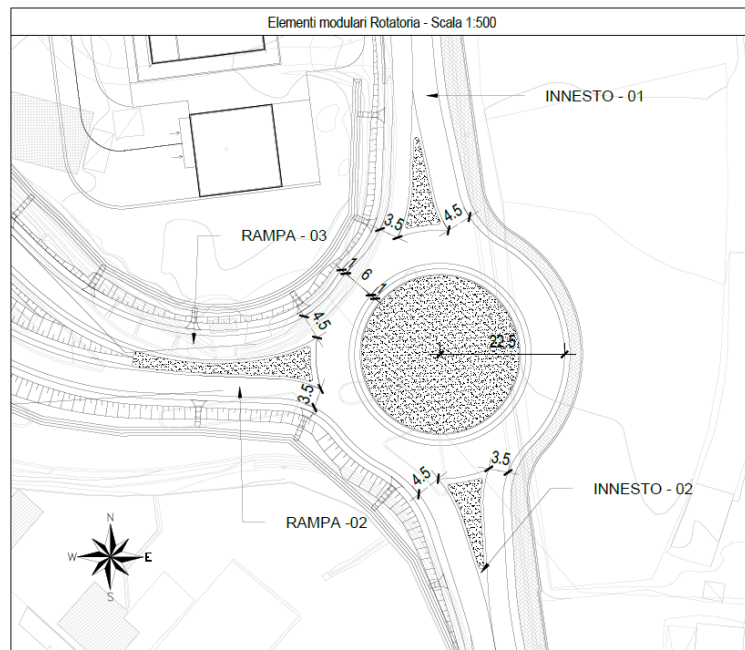 Elementi modulari Rotatoria - Scala 1:500
INNESTO - 01
3.5
4.5
RAMPA - 03
1
6
1
4.5
22.5
3.5
4.5
3.5
INNESTO - 02
RAMPA -02
N
W
E
S